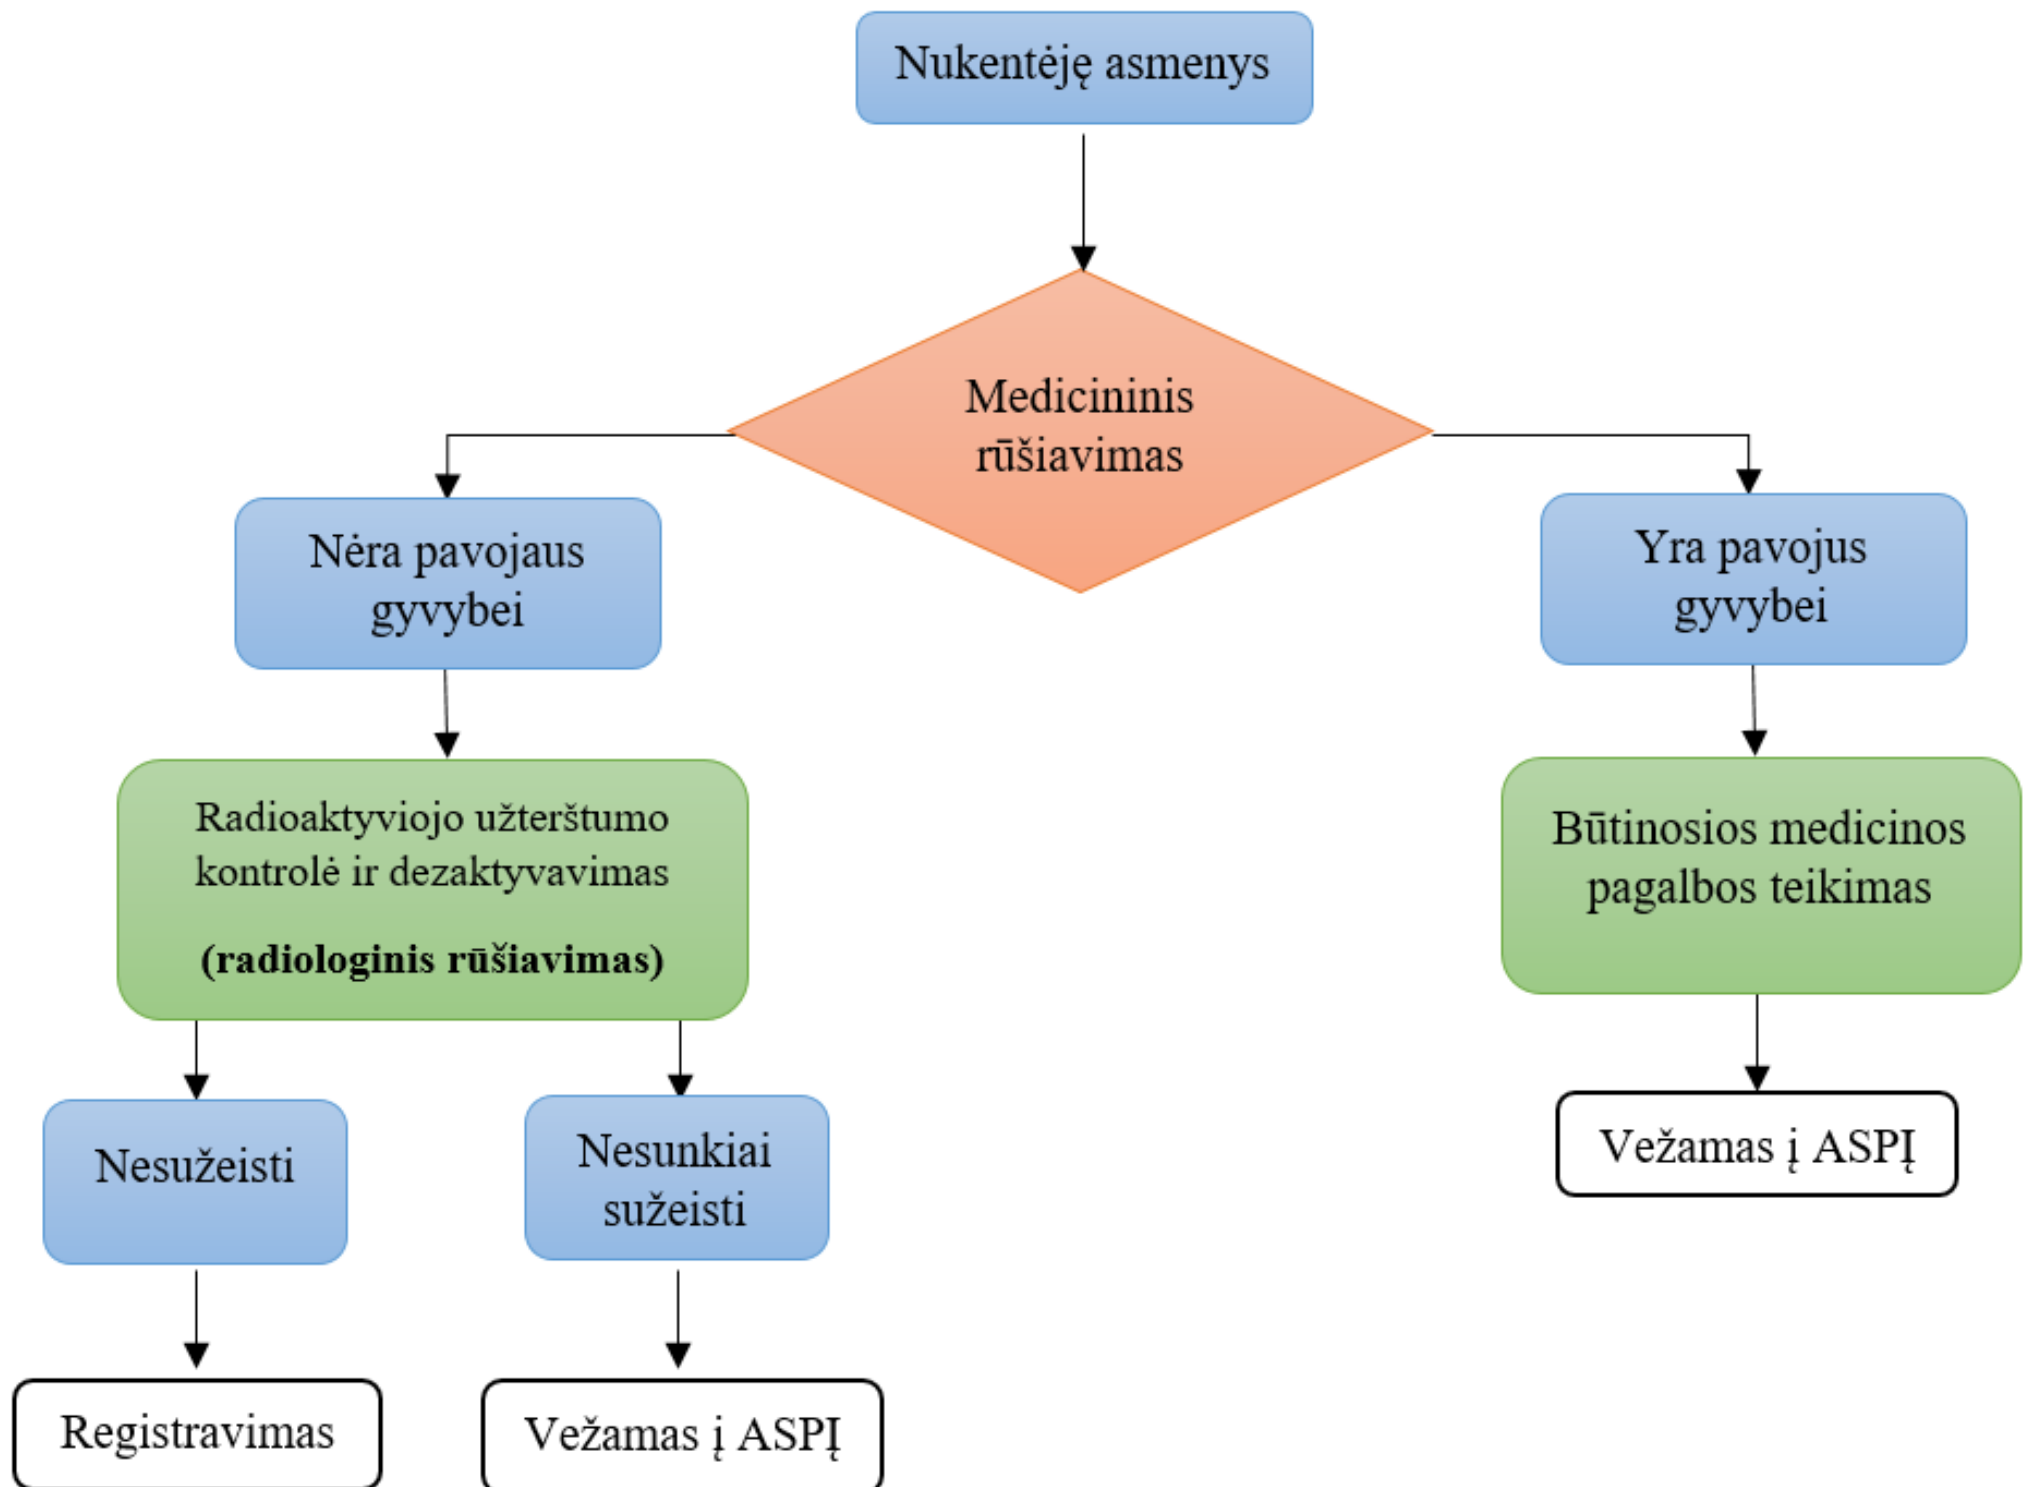 Nukentėję asmenys
Medicininis
rūšiavimas
Nėra pavojaus
gyvybei
Yra pavojus
gyvybei
Radioaktyviojo užterštumo
kontrolė ir dezaktyvavimas
(radiologinis rūšiavimas)
Būtinosios medicinos
pagalbos teikimas
Nesužeisti
Nesunkiai
sužeisti
Vežamas į ASPĮ
Registravimas
Vežamas į ASPĮ